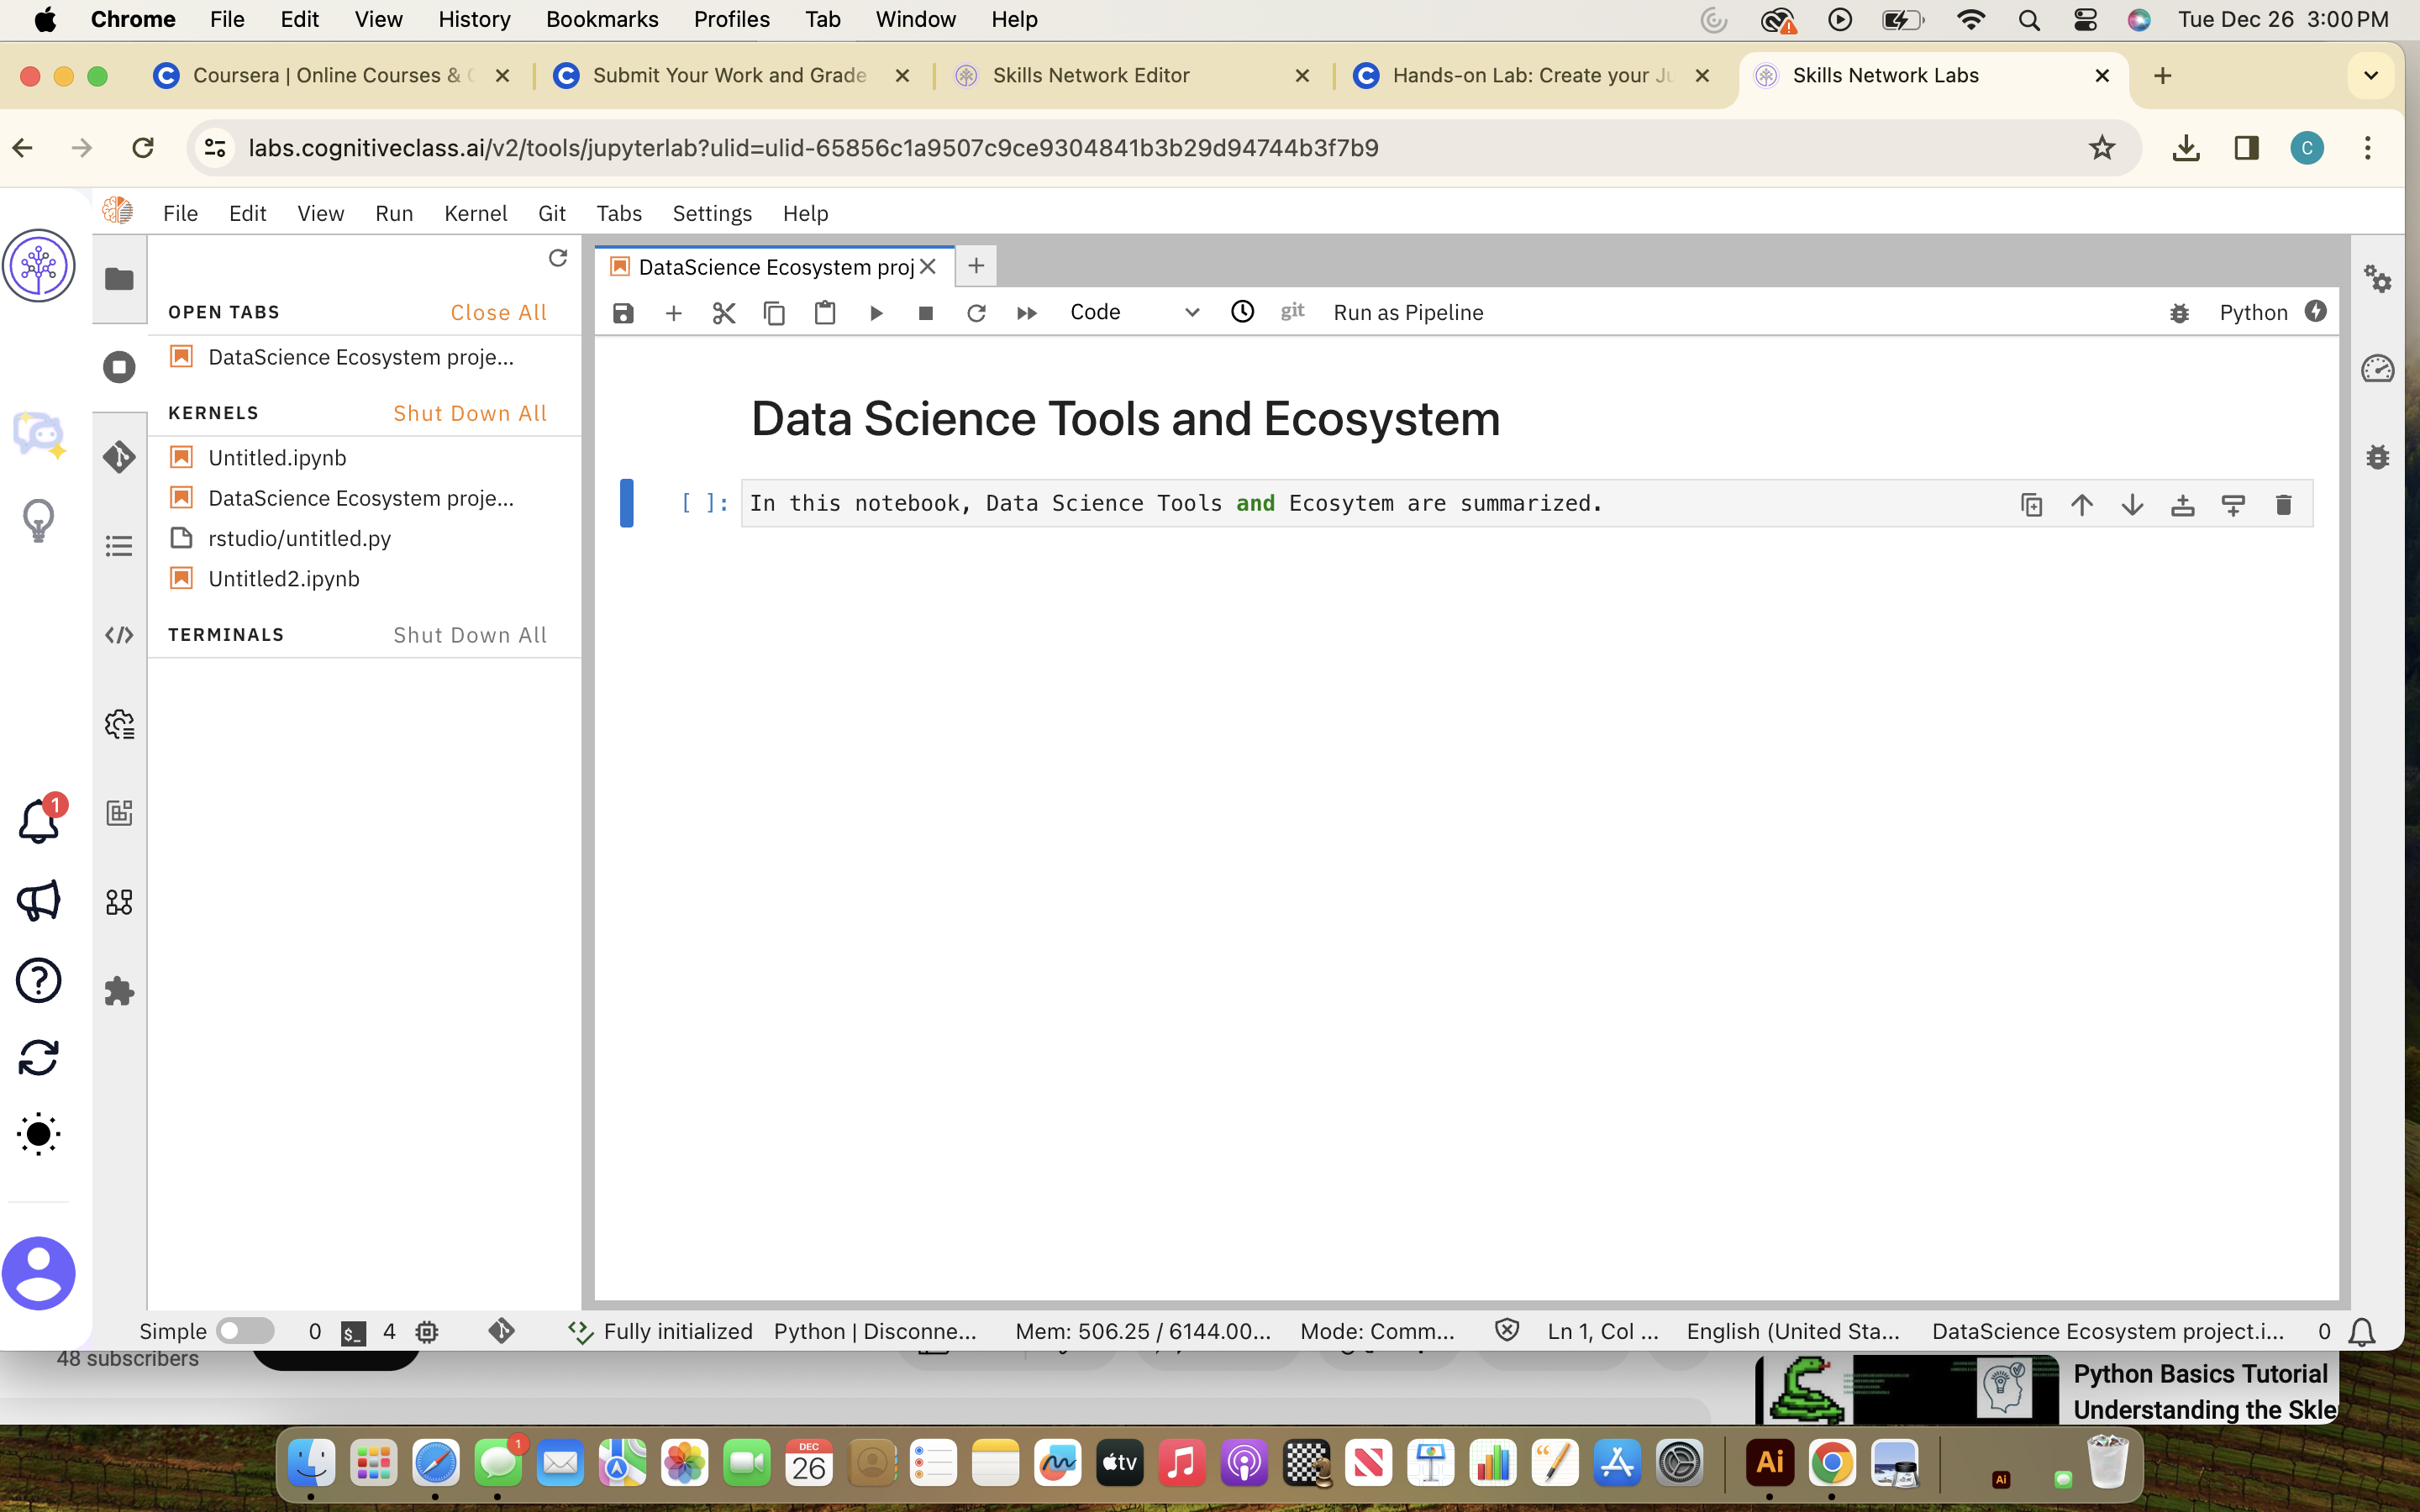 Chrome File Edit View History Bookmarks Profiles Tab Window Help Tue Dec 26 3:00 PM
Coursera | Online Courses & Submit Your Work and Grade Skills Network Editor Hands-on Lab: Create your Skills Network Labs
labs.cognitiveclass.ai/v2/tools/jupyterlab?ulid=ulid-65856c1a9507c9ce9304841b3b29d94744b3f7b9 C
File Edit View Run Kernel Git Tabs Settings Help
DataScience Ecosystem proj
OPEN TABS Close All
Code git Run as Pipeline Python
DataScience Ecosystem proje...
KERNELS Shut Down All
Data Science Tools and Ecosystem
Untitled.ipynb
DataScience Ecosystem proje...
[ ]: In this notebook, Data Science Tools and Ecosytem are summarized.
rstudio/untitled.py
Untitled2.ipynb
TERMINALS Shut Down All
1
Simple 0 $_ 4 Fully initialized Python | Disconne... Mem: 506.25 / 6144.00... Mode: Comm... Ln 1, Col ... English (United Sta... DataScience Ecosystem project.i... 0
48 subscribers
Python Basics Tutorial
Understanding the Skle
1 DEC 26 tv Ai Ai